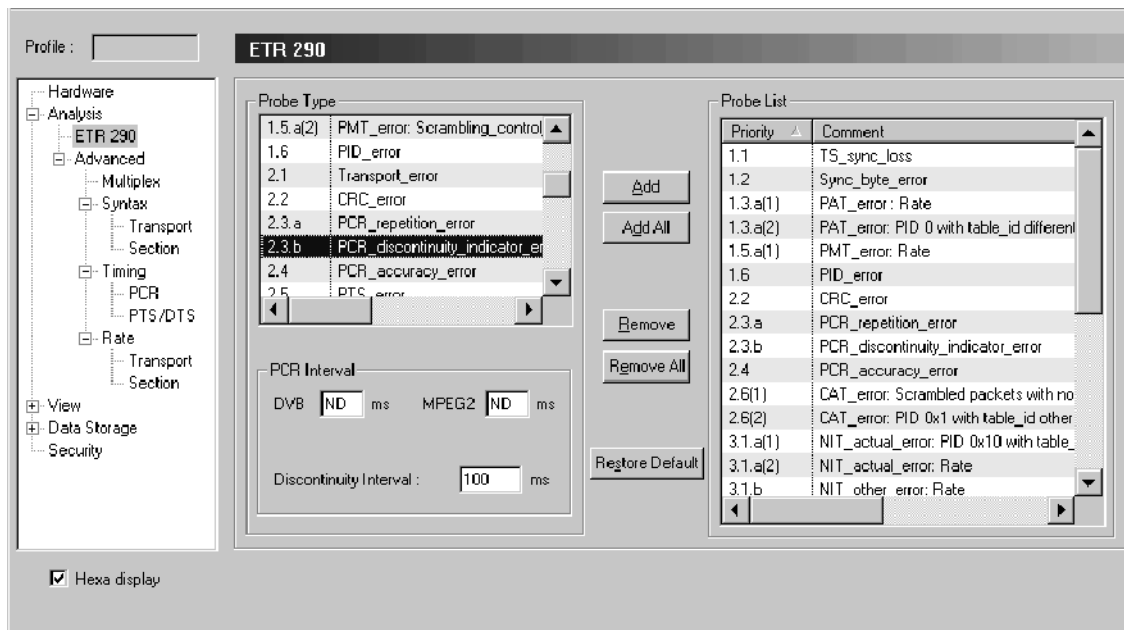 Profile :
ETR 290
Hardware
Analysis
ETR 290
Advanced
Multiplex
Syntax
Transport
Section
Timing
PCR
PTS/DTS
Rate
Transport
Section
View
Data Storage
Security
Hexa display
Probe Type
1.5.a(2) PMT_error: Scrambling_control_
1.6 PID_error
2.1 Transport_error
2.2 CRC_error
2.3.a PCR_repetition_error
2.3.b PCR_discontinuity_indicator_er
2.4 PCR_accuracy_error
2.5 PTS_error
PCR Interval
DVB ND ms MPEG2 ND ms
Discontinuity Interval : 100 ms
Add
Add All
Remove
Remove All
Restore Default
Probe List
Priority Comment
1.1 TS_sync_loss
1.2 Sync_byte_error
1.3.a(1) PAT_error : Rate
1.3.a(2) PAT_error: PID 0 with table_id different
1.5.a(1) PMT_error: Rate
1.6 PID_error
2.2 CRC_error
2.3.a PCR_repetition_error
2.3.b PCR_discontinuity_indicator_error
2.4 PCR_accuracy_error
2.6(1) CAT_error: Scrambled packets with no
2.6(2) CAT_error: PID 0x1 with table_id other
3.1.a(1) NIT_actual_error: PID 0x10 with table_
3.1.a(2) NIT_actual_error: Rate
3.1.b NIT_other_error: Rate